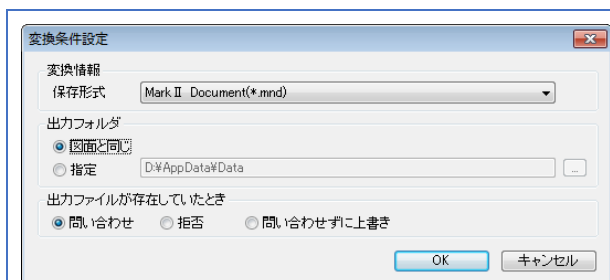 変換条件設定
変換情報
保存形式 MarkⅡ Document(*.mnd)
出力フォルダ
図面と同じ
指定 D:¥AppData¥Data ...
出力ファイルが存在していたとき
問い合わせ 拒否 問い合わせずに上書き
OK キャンセル